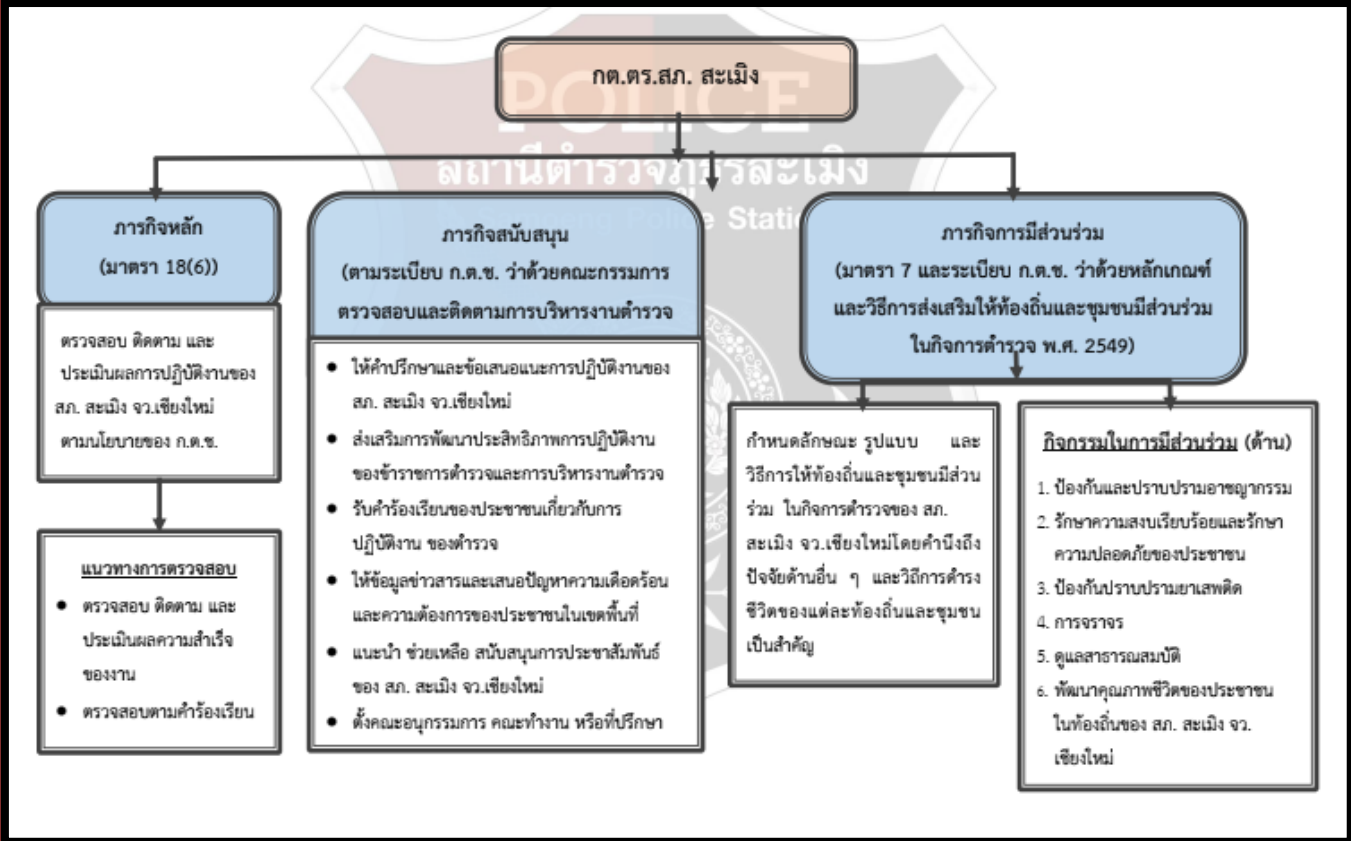 กต.ตร.สภ. สะเมิง
POLICE
สถานีตำรวจภูธรสะเมิง
Police Station
ภารกิจหลัก
(มาตรา 18(6))
ตรวจสอบ ติดตาม และ
ประเมินผลการปฏิบัติงานของ
สภ. สะเมิง จว.เชียงใหม่
ตามนโยบายของ ก.ต.ช.
แนวทางการตรวจสอบ
● ตรวจสอบ ติดตาม และ
ประเมินผลความสำเร็จ
ของงาน
● ตรวจสอบตามคำร้องเรียน
ภารกิจสนับสนุน
(ตามระเบียบ ก.ต.ช. ว่าด้วยคณะกรรมการ
ตรวจสอบและติดตามการบริหารงานตำรวจ
● ให้คำปรึกษาและข้อเสนอแนะการปฏิบัติงานของ
สภ. สะเมิง จว.เชียงใหม่
● ส่งเสริมการพัฒนาประสิทธิภาพการปฏิบัติงาน
ของข้าราชการตำรวจและการบริหารงานตำรวจ
● รับคำร้องเรียนของประชาชนเกี่ยวกับการ
ปฏิบัติงาน ของตำรวจ
● ให้ข้อมูลข่าวสารและเสนอปัญหาความเดือดร้อน
และความต้องการของประชาชนในเขตพื้นที่
● แนะนำ ช่วยเหลือ สนับสนุนการประชาสัมพันธ์
ของ สภ. สะเมิง จว.เชียงใหม่
● ตั้งคณะอนุกรรมการ คณะทำงาน หรือที่ปรึกษา
ภารกิจการมีส่วนร่วม
(มาตรา 7 และระเบียบ ก.ต.ช. ว่าด้วยหลักเกณฑ์
และวิธีการส่งเสริมให้ท้องถิ่นและชุมชนมีส่วนร่วม
ในกิจการตำรวจ พ.ศ. 2549)
กำหนดลักษณะ รูปแบบ และ
วิธีการให้ท้องถิ่นและชุมชนมีส่วน
ร่วม ในกิจการตำรวจของ สภ.
สะเมิง จว.เชียงใหม่โดยคำนึงถึง
ปัจจัยด้านอื่น ๆ และวิถีการดำรง
ชีวิตของแต่ละท้องถิ่นและชุมชน
เป็นสำคัญ
กิจกรรมในการมีส่วนร่วม (ด้าน)
1. ป้องกันและปราบปรามอาชญากรรม
2. รักษาความสงบเรียบร้อยและรักษา
ความปลอดภัยของประชาชน
3. ป้องกันปราบปรามยาเสพติด
4. การจราจร
5. ดูแลสาธารณสมบัติ
6. พัฒนาคุณภาพชีวิตของประชาชน
ในท้องถิ่นของ สภ. สะเมิง จว.
เชียงใหม่